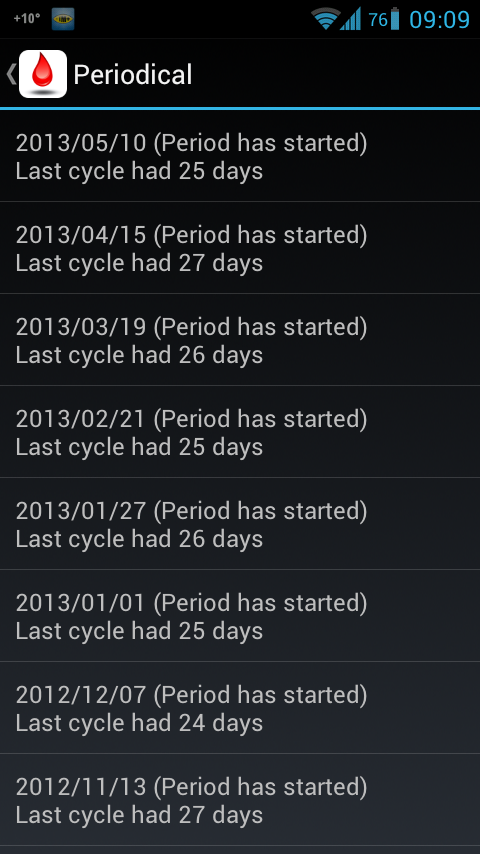 +10° 76 09:09
Periodical
2013/05/10 (Period has started)
Last cycle had 25 days
2013/04/15 (Period has started)
Last cycle had 27 days
2013/03/19 (Period has started)
Last cycle had 26 days
2013/02/21 (Period has started)
Last cycle had 25 days
2013/01/27 (Period has started)
Last cycle had 26 days
2013/01/01 (Period has started)
Last cycle had 25 days
2012/12/07 (Period has started)
Last cycle had 24 days
2012/11/13 (Period has started)
Last cycle had 27 days